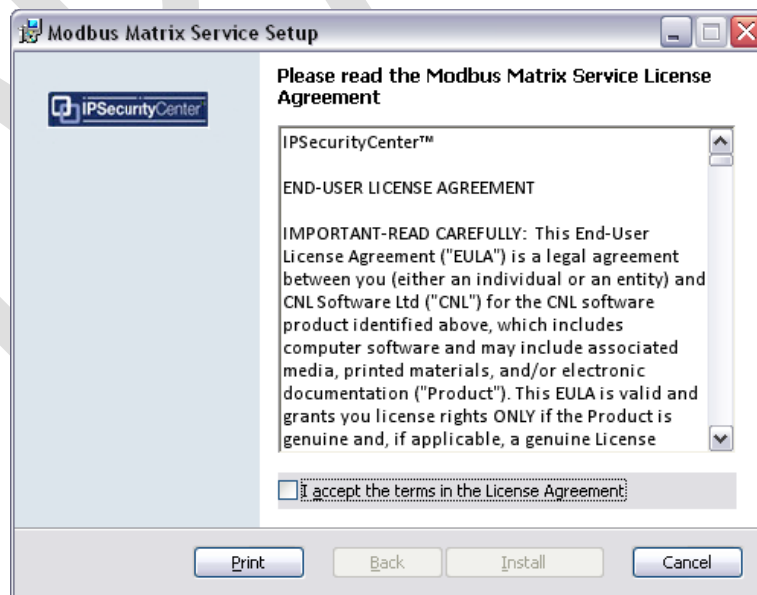 Modbus Matrix Service Setup
IPSecurityCenter™
Please read the Modbus Matrix Service License
Agreement
IPSecurityCenter™
END-USER LICENSE AGREEMENT
IMPORTANT-READ CAREFULLY: This End-User
License Agreement ("EULA") is a legal agreement
between you (either an individual or an entity) and
CNL Software Ltd ("CNL") for the CNL software
product identified above, which includes
computer software and may include associated
media, printed materials, and/or electronic
documentation ("Product"). This EULA is valid and
grants you license rights ONLY if the Product is
genuine and, if applicable, a genuine License
I accept the terms in the License Agreement
Print Back Install Cancel